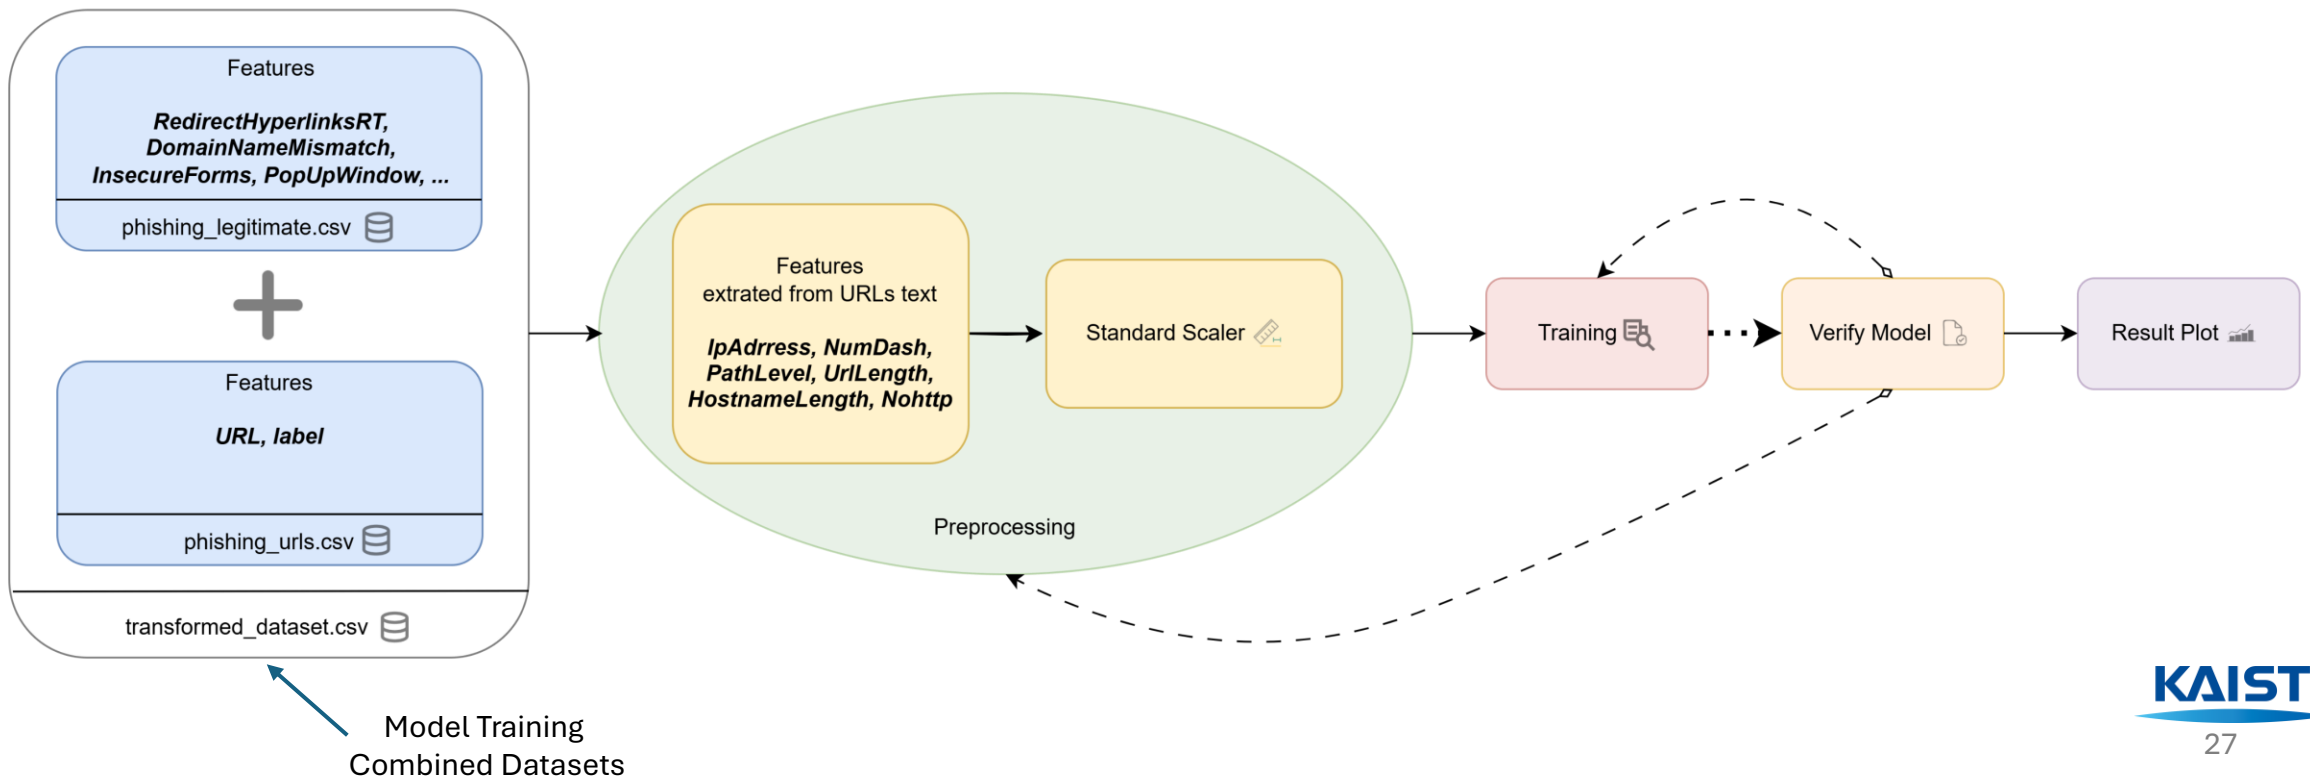 Features
RedirectHyperlinksRT,
DomainNameMismatch,
InsecureForms, PopUpWindow, ...
phishing_legitimate.csv
Features
URL, label
phishing_urls.csv
transformed_dataset.csv
Model Training
Combined Datasets
Features
extrated from URLs text
IpAdrress, NumDash,
PathLevel, UrlLength,
HostnameLength, Nohttp
Standard Scaler
Preprocessing
Training
Verify Model
Result Plot
KAIST
27